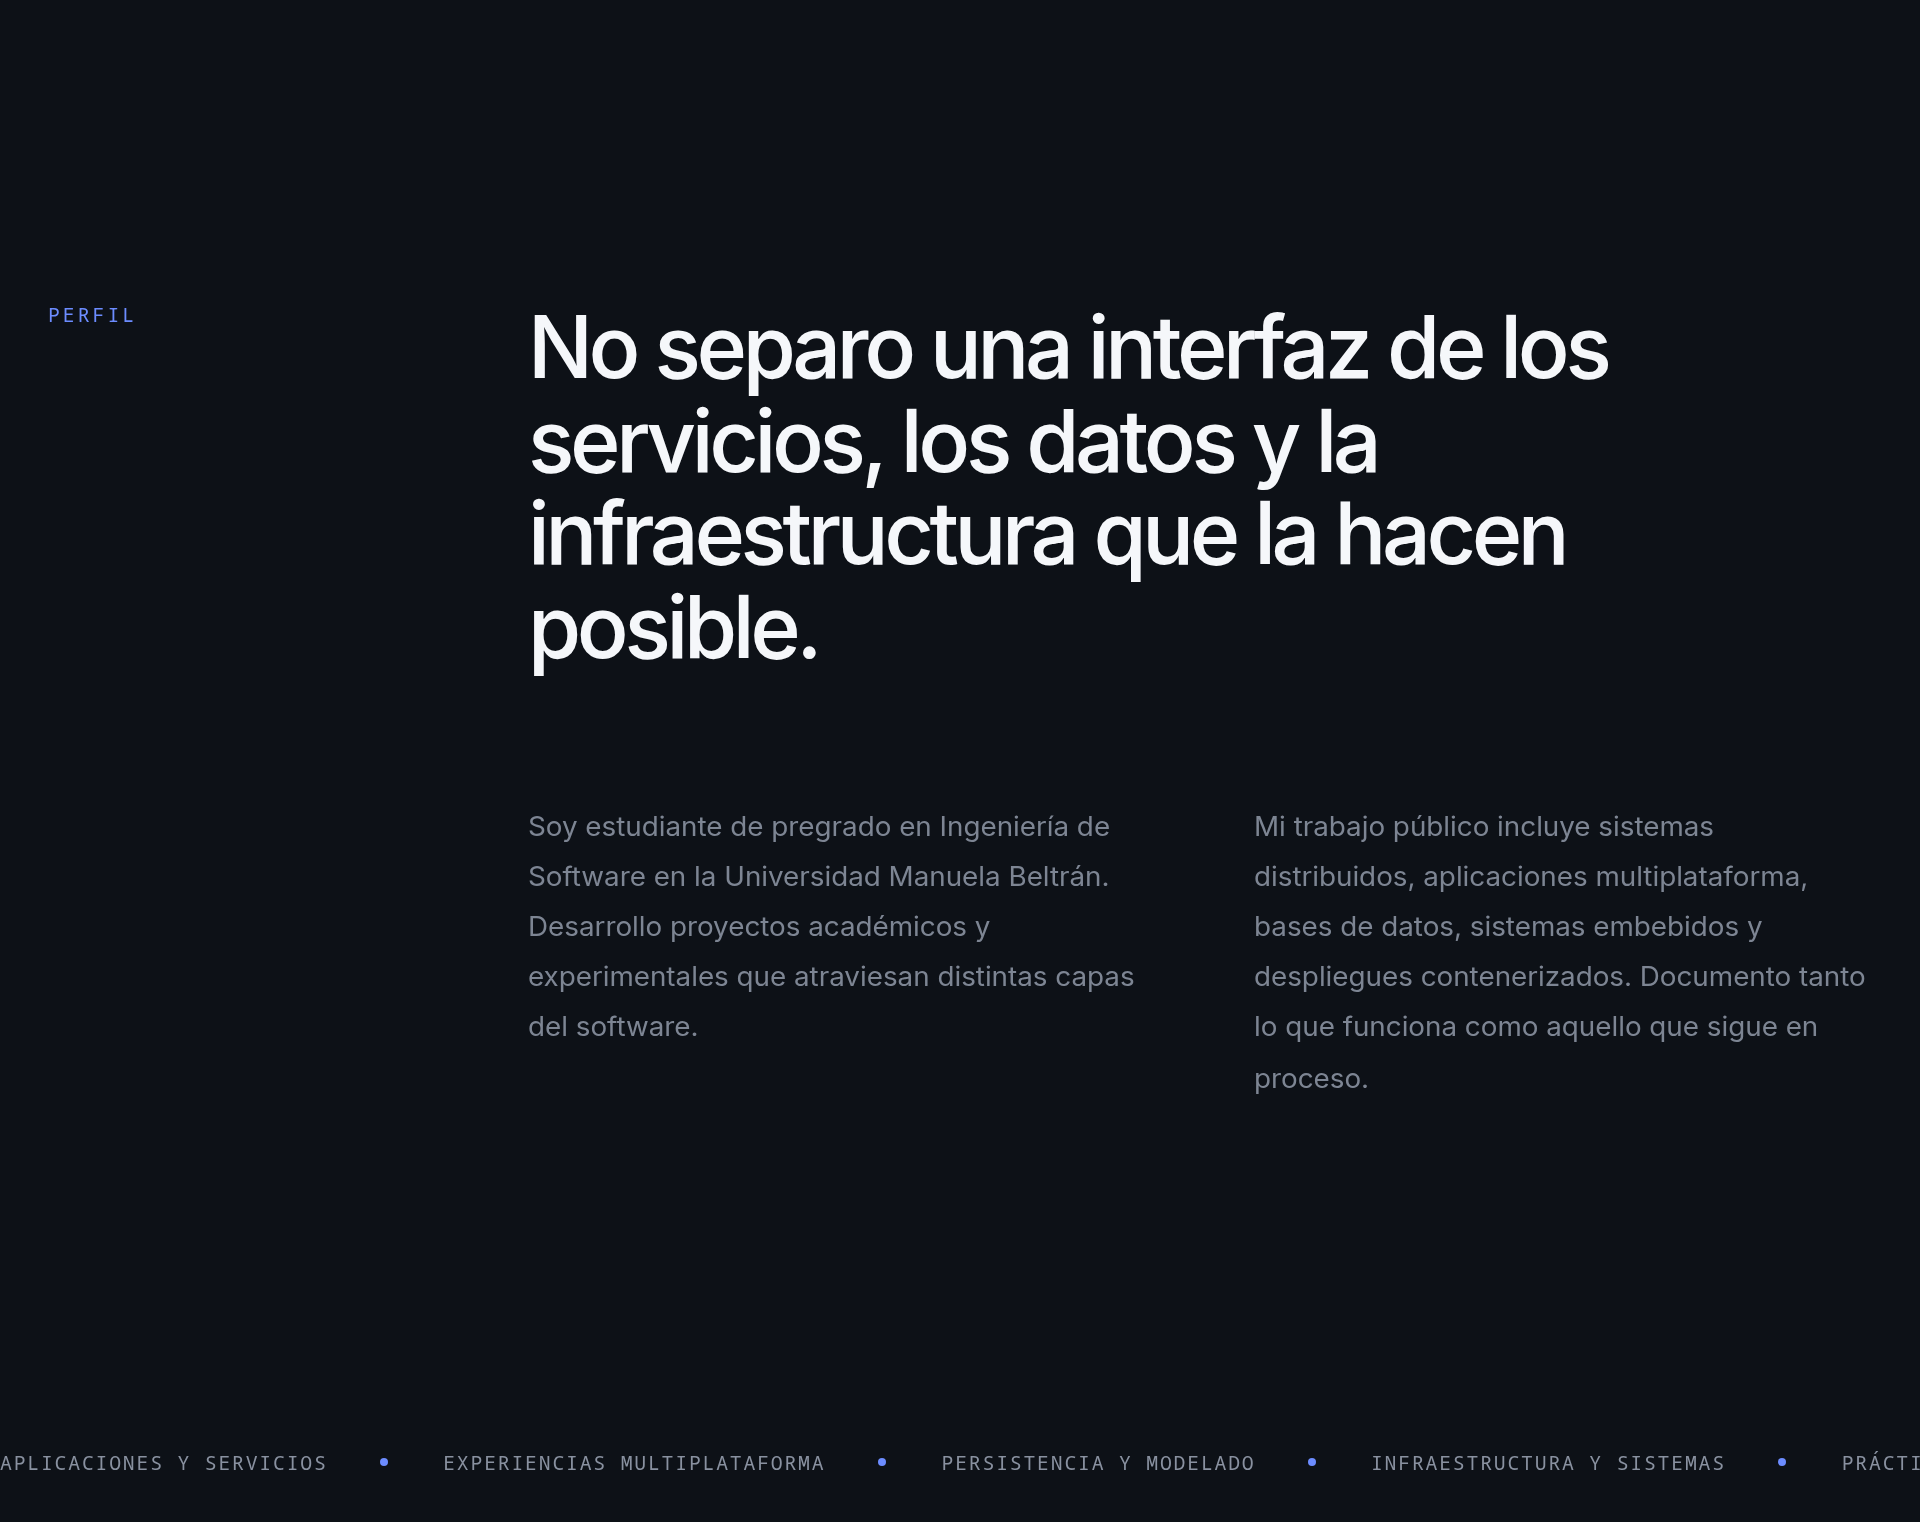 PERFIL
No separo una interfaz de los
servicios, los datos y la
infraestructura que la hacen
posible.
Soy estudiante de pregrado en Ingeniería de
Software en la Universidad Manuela Beltrán.
Desarrollo proyectos académicos y
experimentales que atraviesan distintas capas
del software.
Mi trabajo público incluye sistemas
distribuidos, aplicaciones multiplataforma,
bases de datos, sistemas embebidos y
despliegues contenerizados. Documento tanto
lo que funciona como aquello que sigue en
proceso.
APLICACIONES Y SERVICIOS • EXPERIENCIAS MULTIPLATAFORMA • PERSISTENCIA Y MODELADO • INFRAESTRUCTURA Y SISTEMAS • PRÁCTI